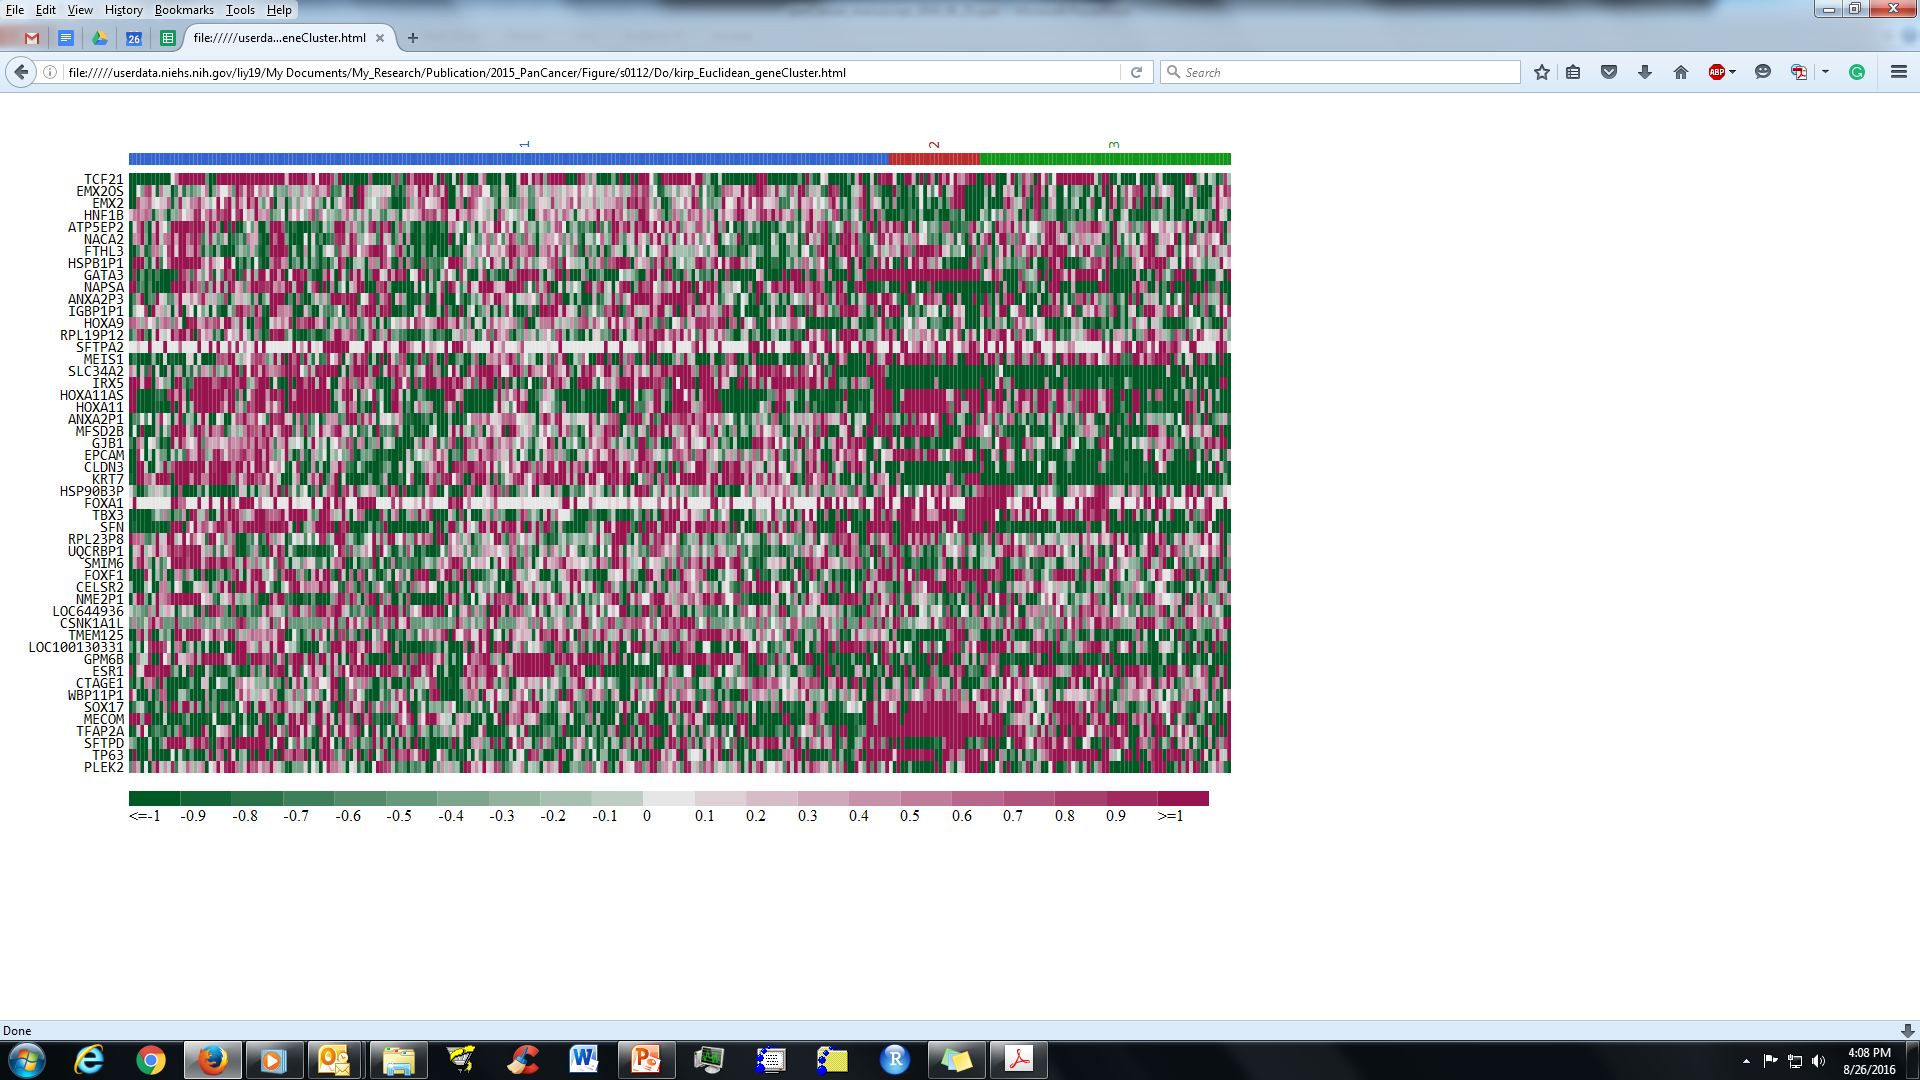 File Edit View History Bookmarks Tools Help
26
file://///userda...eneCluster.html
file://///userdata.niehs.nih.gov/liy19/My Documents/My_Research/Publication/2015_PanCancer/Figure/s0112/Do/kirp_Euclidean_geneCluster.html
Search
ABP
1 2 3
TCF21
EMX2OS
EMX2
HNF1B
ATP5EP2
NACA2
FTHL3
HSPB1P1
GATA3
NAPSA
ANXA2P3
IGBP1P1
HOXA9
RPL19P12
SFTPA2
MEIS1
SLC34A2
IRX5
HOXA11AS
HOXA11
ANXA2P1
MFSD2B
GJB1
EPCAM
CLDN3
KRT7
HSP90B3P
FOXA1
TBX3
SFN
RPL23P8
UQCRBP1
SMIM6
FOXF1
CELSR2
NME2P1
LOC644936
CSNK1A1L
TMEM125
LOC100130331
GPM6B
ESR1
CTAGE1
WBP11P1
SOX17
MECOM
TFAP2A
SFTPD
TP63
PLEK2
<=-1 -0.9 -0.8 -0.7 -0.6 -0.5 -0.4 -0.3 -0.2 -0.1 0 0.1 0.2 0.3 0.4 0.5 0.6 0.7 0.8 0.9 >=1
Done
4:08 PM
8/26/2016